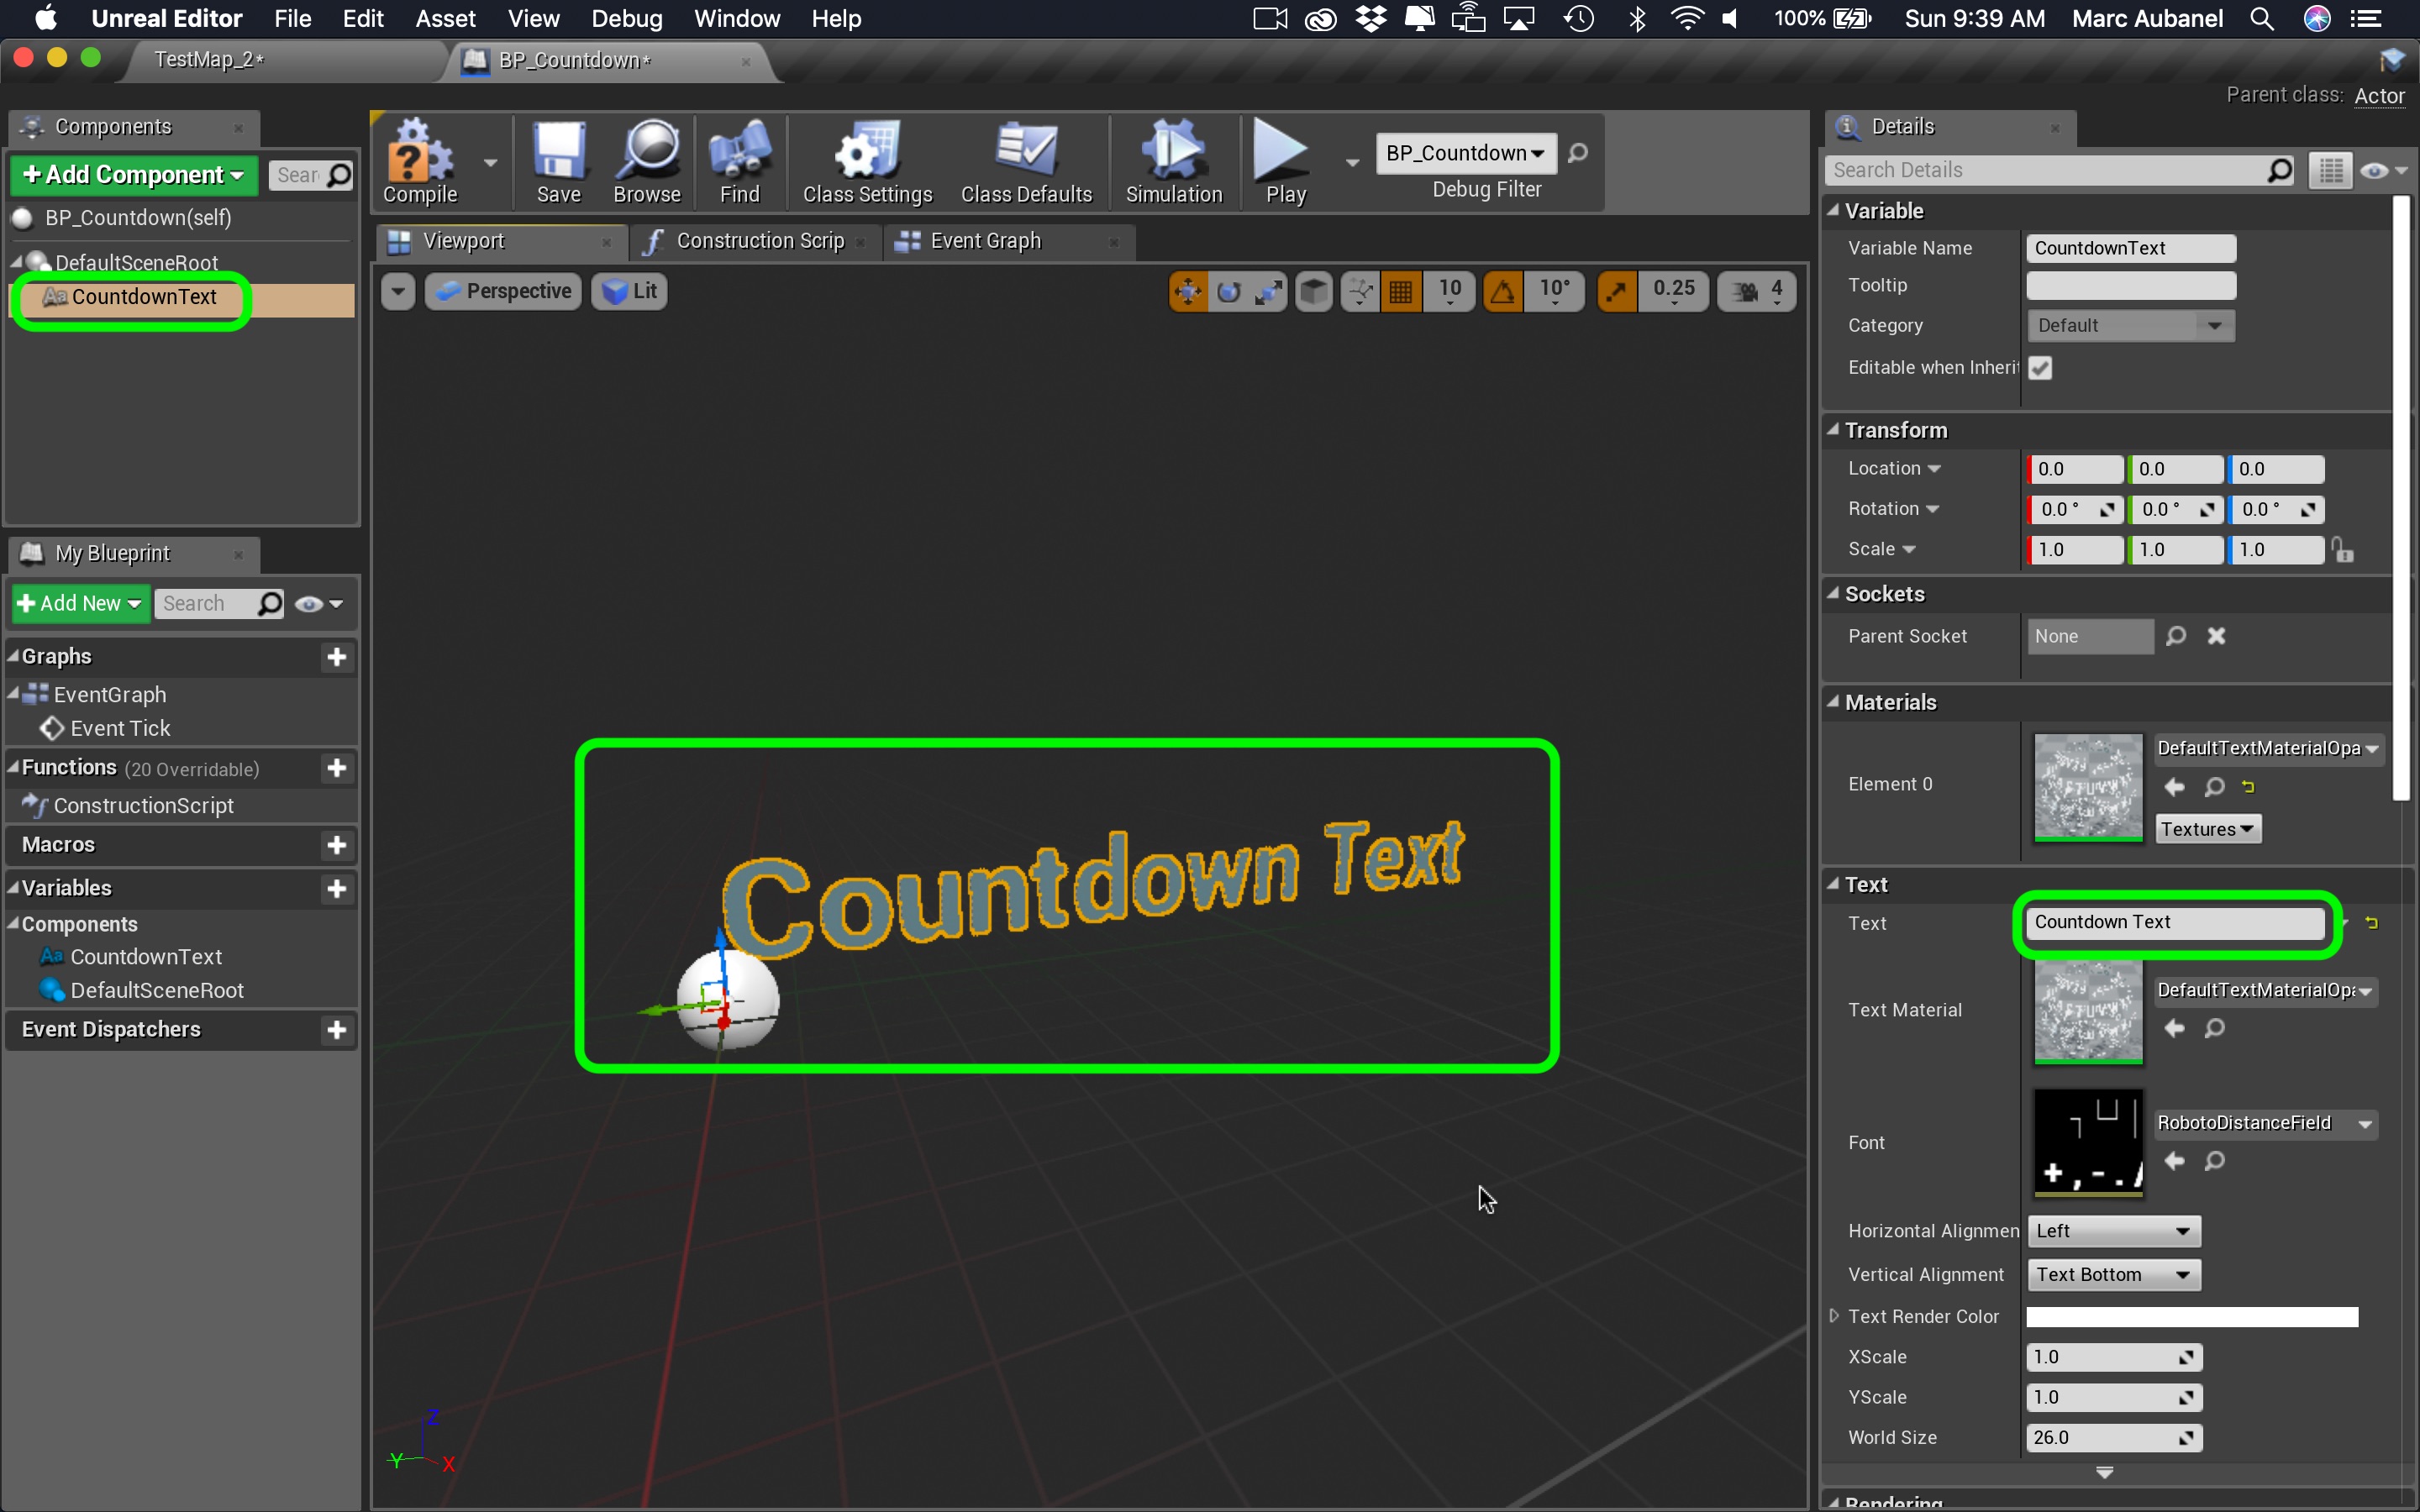 Unreal Editor File Edit Asset View Debug Window Help 100% Sun 9:39 AM Marc Aubanel
TestMap_2* BP_Countdown*
Parent class: Actor
Components
+ Add Component Sear
BP_Countdown(self)
DefaultSceneRoot
Aa CountdownText
Compile Save Browse Find Class Settings Class Defaults Simulation Play
BP_Countdown
Debug Filter
Viewport Construction Scrip Event Graph
Perspective Lit 10 10° 0.25 4
Countdown Text
Z
Y X
My Blueprint
+ Add New Search
Graphs +
EventGraph
Event Tick
Functions (20 Overridable) +
ConstructionScript
Macros +
Variables +
Components
Aa CountdownText
DefaultSceneRoot
Event Dispatchers +
Details
Search Details
Variable
Variable Name CountdownText
Tooltip
Category Default
Editable when Inherit
Transform
Location 0.0 0.0 0.0
Rotation 0.0 ° 0.0 ° 0.0 °
Scale 1.0 1.0 1.0
Sockets
Parent Socket None
Materials
Element 0 DefaultTextMaterialOpa
Textures
Text
Text Countdown Text
Text Material DefaultTextMaterialOpa
Font RobotoDistanceField
Horizontal Alignmen Left
Vertical Alignment Text Bottom
Text Render Color
XScale 1.0
YScale 1.0
World Size 26.0
Rendering